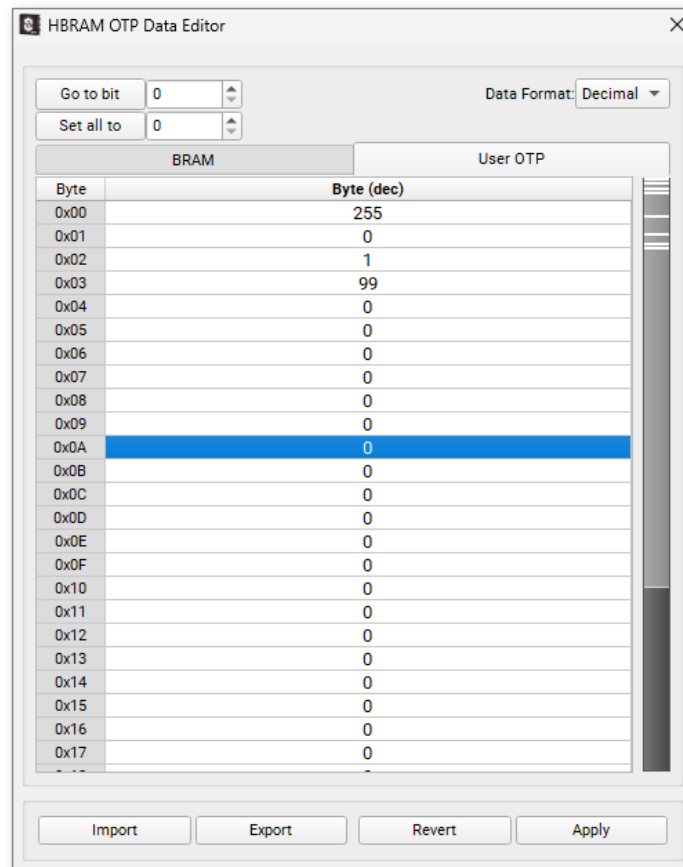 HBRAM OTP Data Editor
Go to bit 0 Data Format: Decimal
Set all to 0
BRAM User OTP
Byte Byte (dec)
0x00 255
0x01 0
0x02 1
0x03 99
0x04 0
0x05 0
0x06 0
0x07 0
0x08 0
0x09 0
0x0A 0
0x0B 0
0x0C 0
0x0D 0
0x0E 0
0x0F 0
0x10 0
0x11 0
0x12 0
0x13 0
0x14 0
0x15 0
0x16 0
0x17 0
Import Export Revert Apply